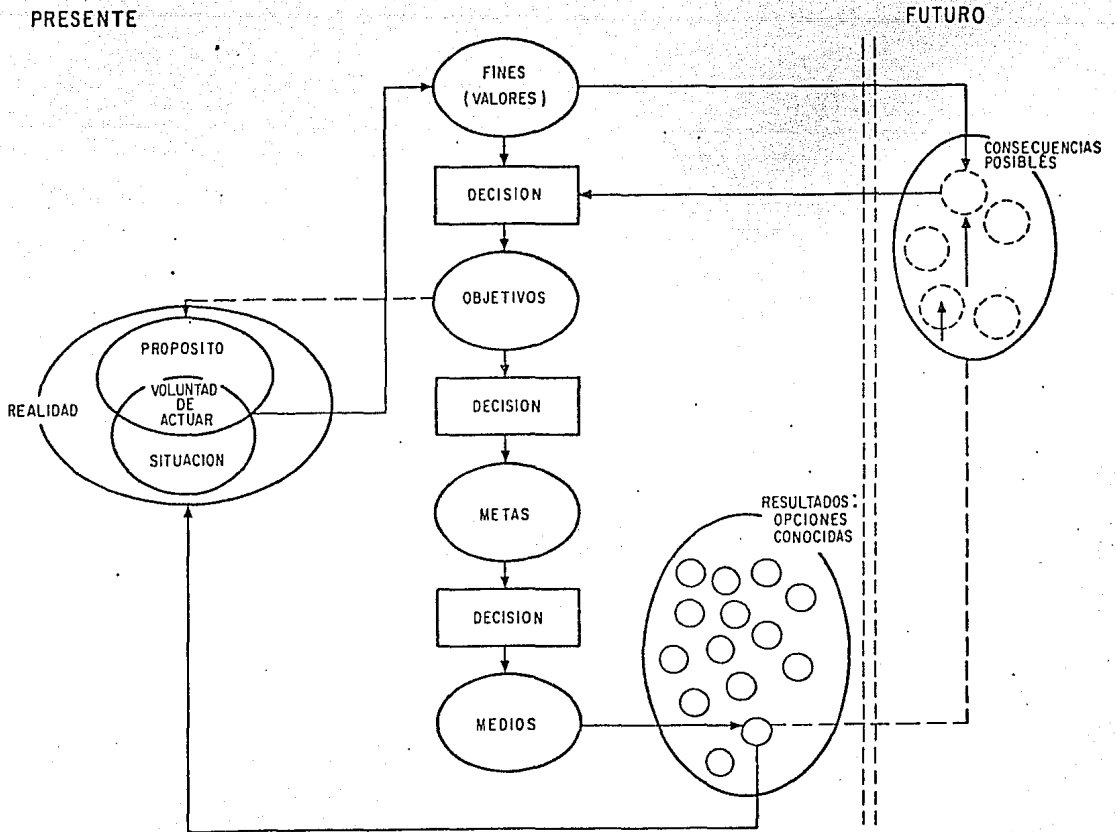 PRESENTE
FUTURO
FINES
(VALORES)
CONSECUENCIAS
POSIBLES
DECISION
OBJETIVOS
PROPOSITO
VOLUNTAD
DE
ACTUAR
REALIDAD
SITUACION
DECISION
METAS
RESULTADOS:
OPCIONES
CONOCIDAS
DECISION
MEDIOS